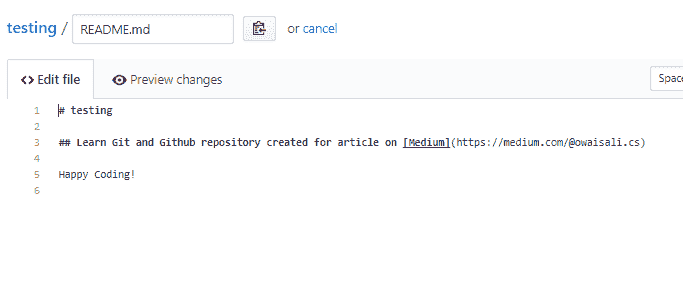 testing / README.md or cancel
<> Edit file Preview changes Spac
1 # testing
2
3 ## Learn Git and Github repository created for article on [Medium](https://medium.com/@owaisali.cs)
4
5 Happy Coding!
6